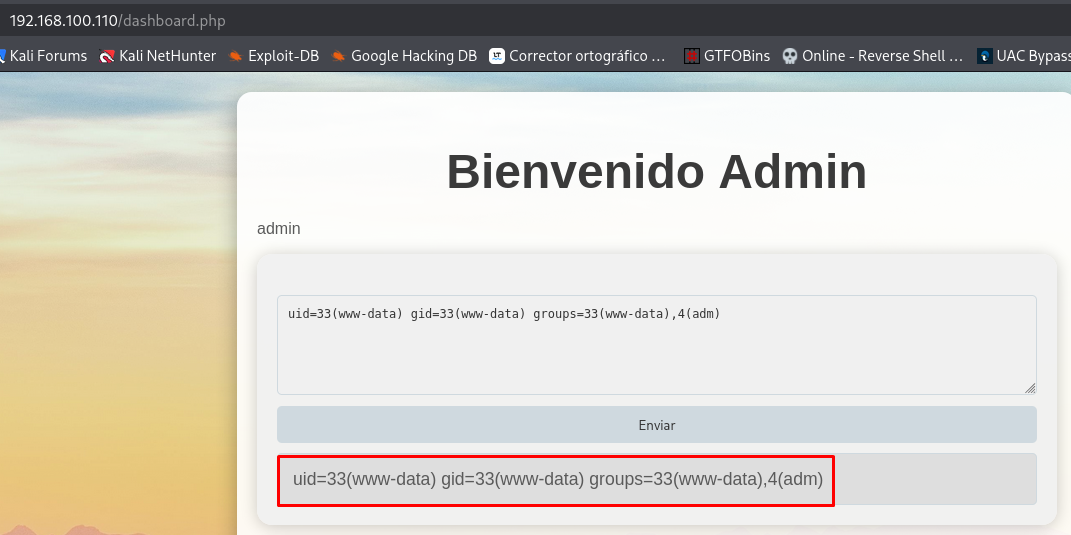 192.168.100.110/dashboard.php
Kali Forums Kali NetHunter Exploit-DB Google Hacking DB Corrector ortográfico ... GTFOBins Online - Reverse Shell ... UAC Bypass
Bienvenido Admin
admin
uid=33(www-data) gid=33(www-data) groups=33(www-data),4(adm)
Enviar
uid=33(www-data) gid=33(www-data) groups=33(www-data),4(adm)